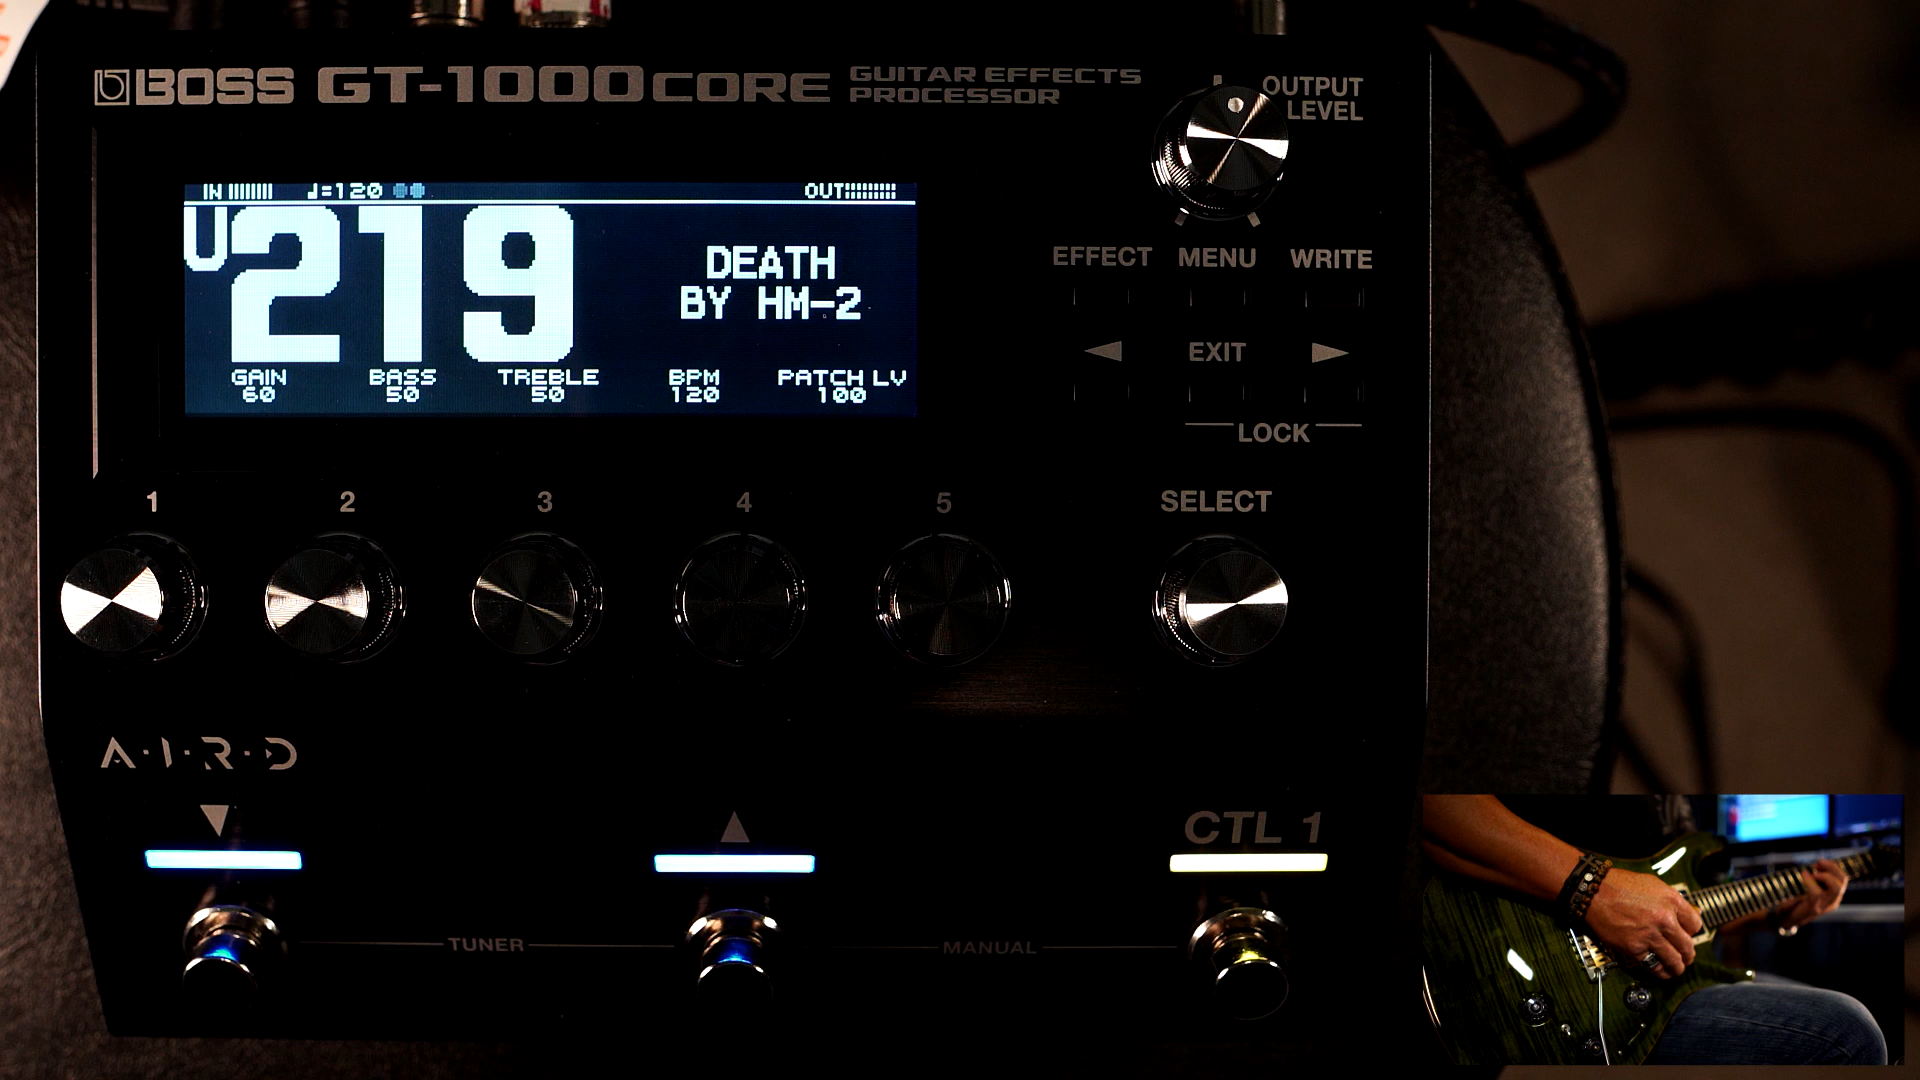 BOSS GT-1000CORE GUITAR EFFECTS PROCESSOR
OUTPUT
LEVEL
IN ♩=120 OUT
U219
DEATH
BY HM-2
GAIN BASS TREBLE BPM PATCH LV
60 50 50 120 100
EFFECT MENU WRITE
EXIT
LOCK
1 2 3 4 5 SELECT
A·I·R·D
CTL 1
TUNER MANUAL